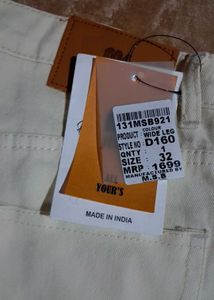 131MSB921
COLOUR
PRODUCT : WIDE LEG
STYLE NO : D160
QNTY : 1
SIZE : 32
MRP : 1699
MANUFACTURED BY
M.S.B
ALL
YOUR'S
MADE IN INDIA